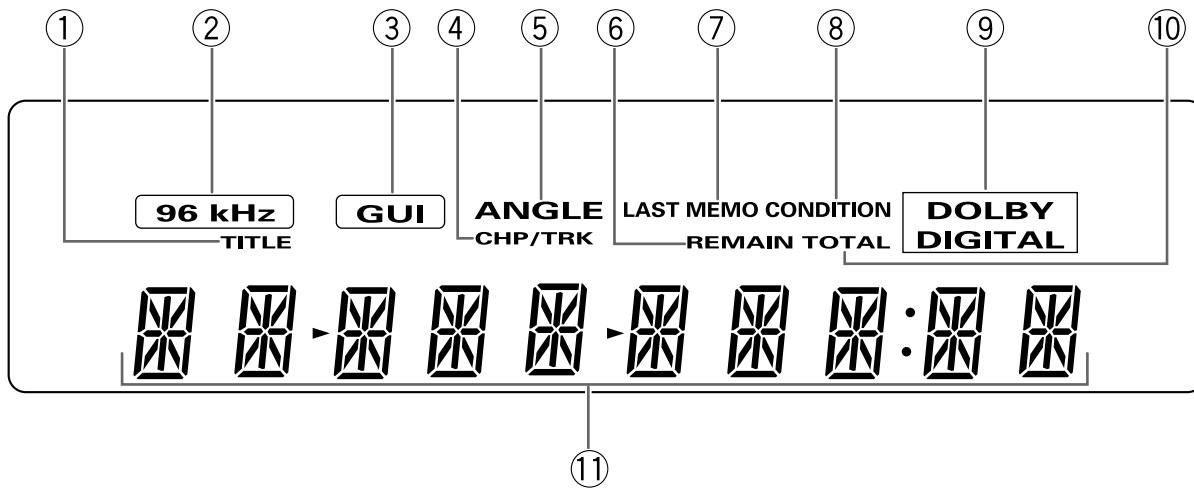 ① ② ③ ④ ⑤ ⑥ ⑦ ⑧ ⑨ ⑩
96 kHz GUI ANGLE LAST MEMO CONDITION DOLBY
TITLE CHP/TRK REMAIN TOTAL DIGITAL
⑪